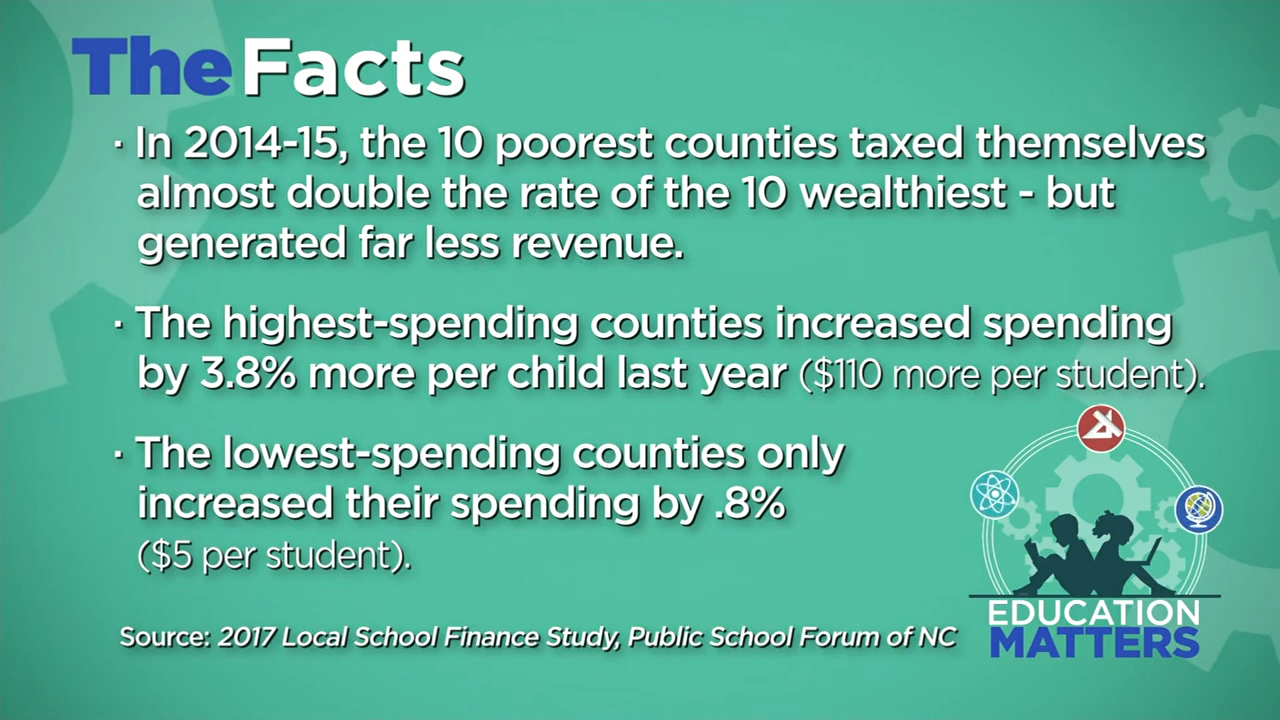 The Facts
· In 2014-15, the 10 poorest counties taxed themselves
almost double the rate of the 10 wealthiest - but
generated far less revenue.
· The highest-spending counties increased spending
by 3.8% more per child last year ($110 more per student).
· The lowest-spending counties only
increased their spending by .8%
($5 per student).
Source: 2017 Local School Finance Study, Public School Forum of NC
EDUCATION
MATTERS